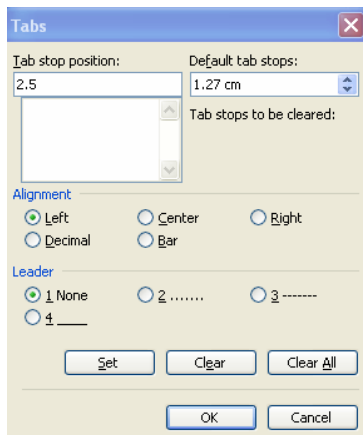 Tabs
Tab stop position: Default tab stops:
2.5 1.27 cm
Tab stops to be cleared:
Alignment
Left Center Right
Decimal Bar
Leader
1 None 2 ....... 3 -------
4 ____
Set Clear Clear All
OK Cancel